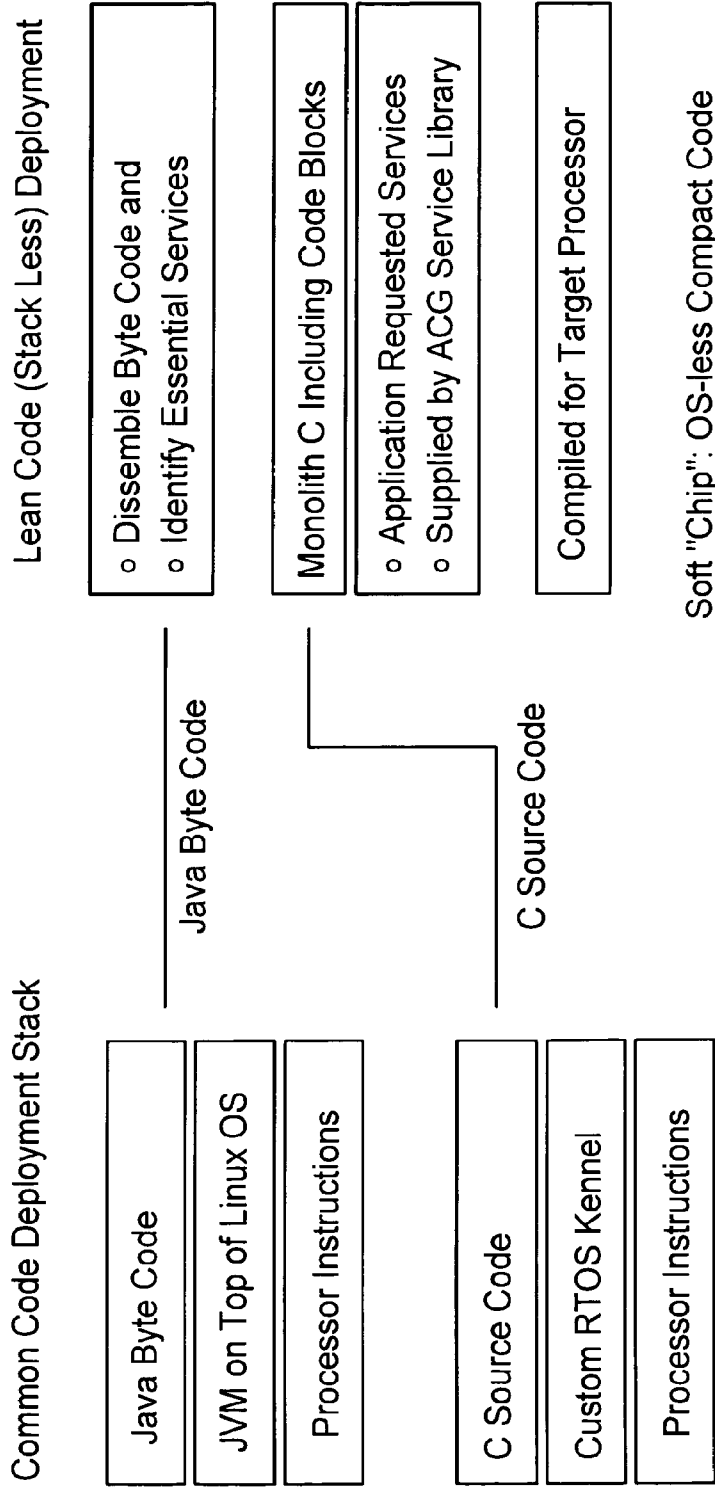 Common Code Deployment Stack
Java Byte Code
JVM on Top of Linux OS
Processor Instructions
C Source Code
Custom RTOS Kennel
Processor Instructions
Java Byte Code
C Source Code
Lean Code (Stack Less) Deployment
o Dissemble Byte Code and
o Identify Essential Services
Monolith C Including Code Blocks
o Application Requested Services
o Supplied by ACG Service Library
Compiled for Target Processor
Soft "Chip": OS-less Compact Code